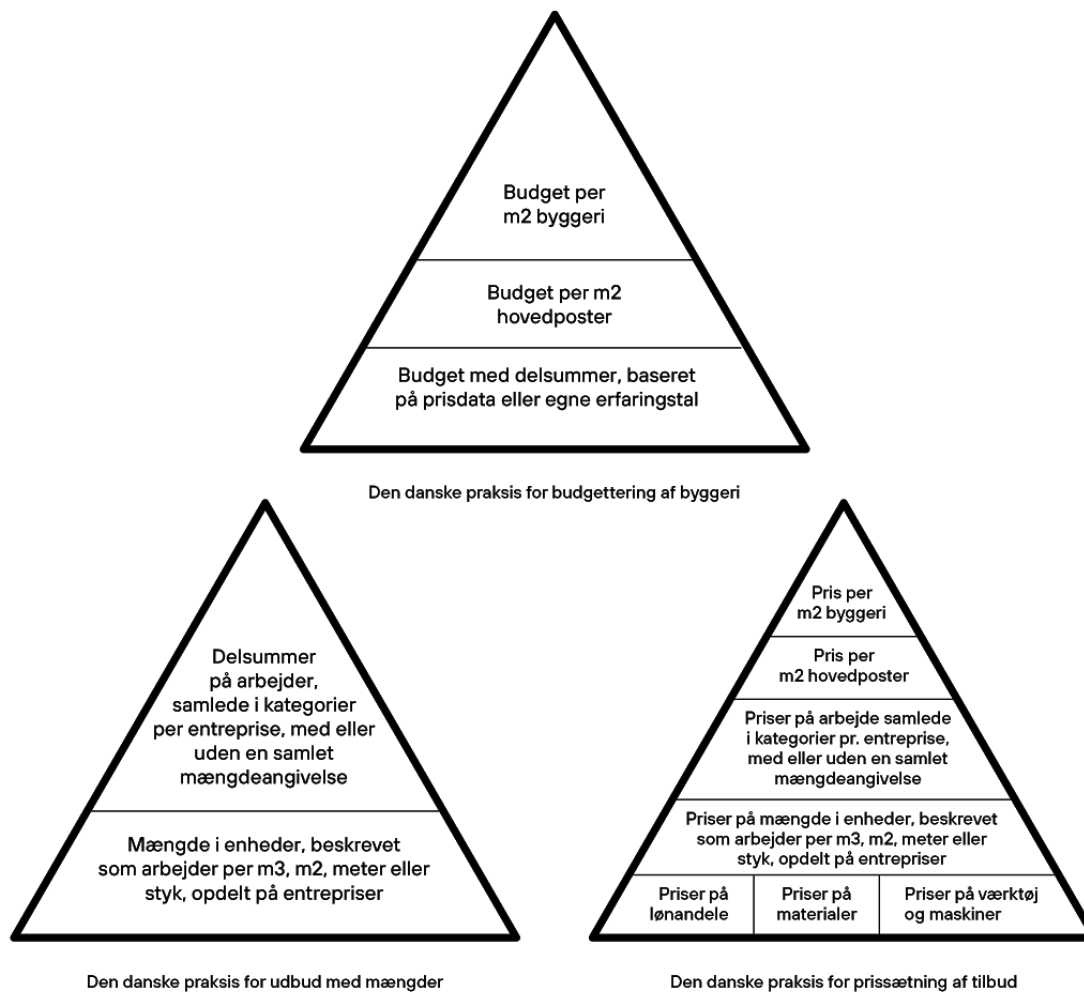 Budget per
m2 byggeri
Budget per m2
hovedposter
Budget med delsummer, baseret
på prisdata eller egne erfaringstal
Den danske praksis for budgettering af byggeri
Delsummer
på arbejder,
samlede i kategorier
per entreprise, med eller
uden en samlet
mængdeangivelse
Mængde i enheder, beskrevet
som arbejder per m3, m2, meter eller
styk, opdelt på entrepriser
Den danske praksis for udbud med mængder
Pris per
m2 byggeri
Pris per
m2 hovedposter
Priser på arbejde samlede
i kategorier pr. entreprise,
med eller uden en samlet
mængdeangivelse
Priser på mængde i enheder, beskrevet
som arbejder per m3, m2, meter eller
styk, opdelt på entrepriser
Priser på
lønandele
Priser på
materialer
Priser på værktøj
og maskiner
Den danske praksis for prissætning af tilbud